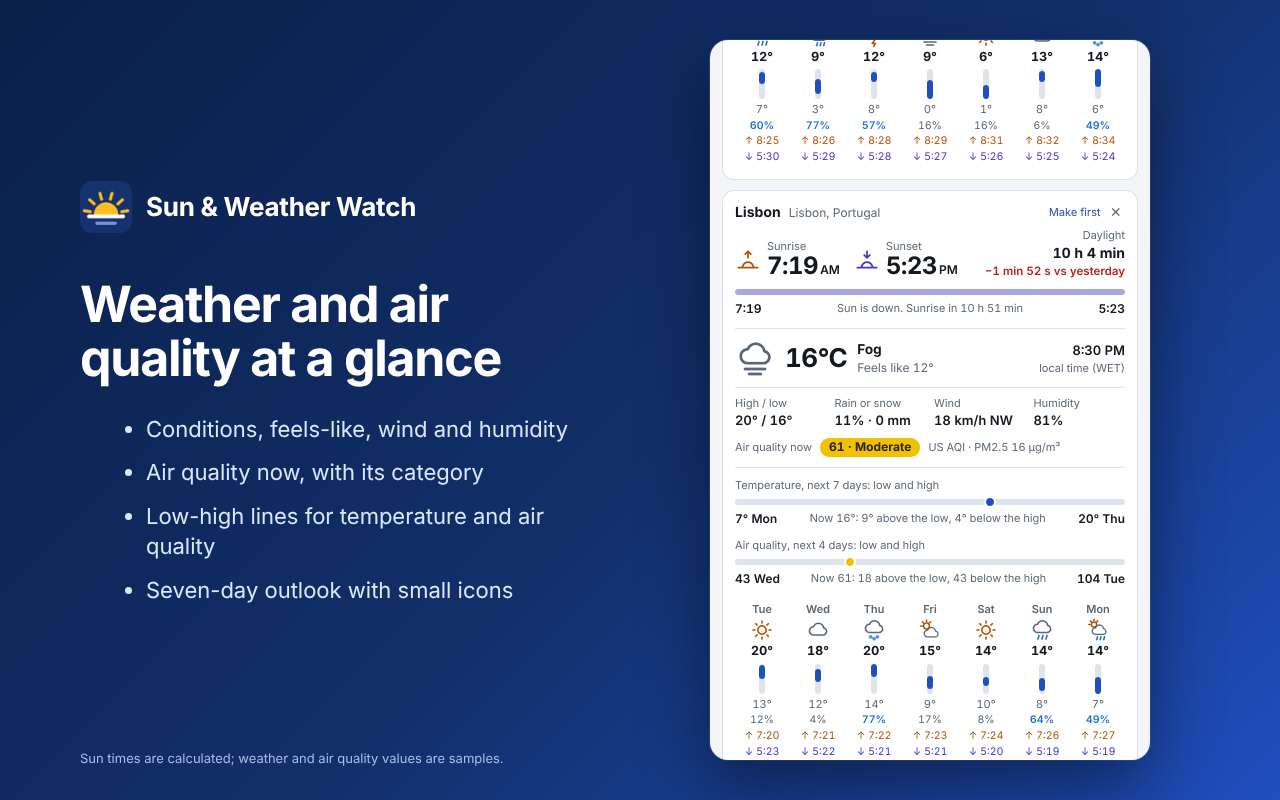 Sun & Weather Watch
Weather and air
quality at a glance
• Conditions, feels-like, wind and humidity
• Air quality now, with its category
• Low-high lines for temperature and air
quality
• Seven-day outlook with small icons
Sun times are calculated; weather and air quality values are samples.
12° 9° 12° 9° 6° 13° 14°
7° 3° 8° 0° 1° 8° 6°
60% 77% 57% 16% 16% 6% 49%
↑ 8:25 ↑ 8:26 ↑ 8:28 ↑ 8:29 ↑ 8:31 ↑ 8:32 ↑ 8:34
↓ 5:30 ↓ 5:29 ↓ 5:28 ↓ 5:27 ↓ 5:26 ↓ 5:25 ↓ 5:24
Lisbon Lisbon, Portugal Make first ✕
Sunrise Sunset Daylight
7:19 AM 5:23 PM 10 h 4 min
−1 min 52 s vs yesterday
7:19 Sun is down. Sunrise in 10 h 51 min 5:23
16°C Fog 8:30 PM
Feels like 12° local time (WET)
High / low Rain or snow Wind Humidity
20° / 16° 11% · 0 mm 18 km/h NW 81%
Air quality now 61 · Moderate US AQI · PM2.5 16 µg/m³
Temperature, next 7 days: low and high
7° Mon Now 16°: 9° above the low, 4° below the high 20° Thu
Air quality, next 4 days: low and high
43 Wed Now 61: 18 above the low, 43 below the high 104 Tue
Tue Wed Thu Fri Sat Sun Mon
20° 18° 20° 15° 14° 14° 14°
13° 12° 14° 9° 10° 8° 7°
12% 4% 77% 17% 8% 64% 49%
↑ 7:20 ↑ 7:21 ↑ 7:22 ↑ 7:23 ↑ 7:24 ↑ 7:26 ↑ 7:27
↓ 5:23 ↓ 5:22 ↓ 5:21 ↓ 5:21 ↓ 5:20 ↓ 5:19 ↓ 5:19